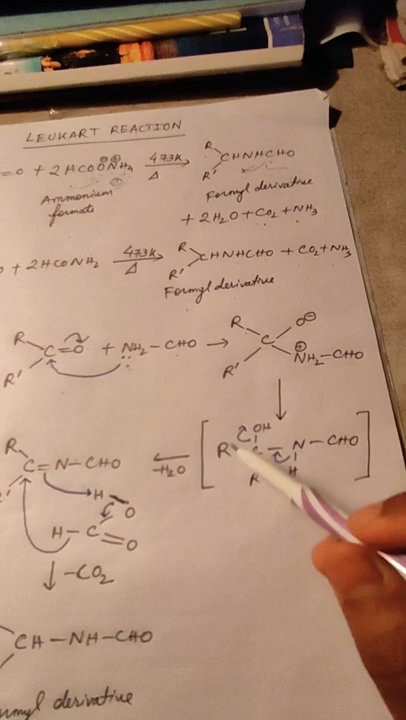 LEUKART REACTION
=O + 2HCOO⊖N⊕H₄ 473K Δ R R' CHNHCHO
Ammonium formate
Formyl derivative
+ 2H₂O + CO₂ + NH₃
+ 2HCONH₂ 473K Δ R R' CHNHCHO + CO₂ + NH₃
Formyl derivative
R R' C=O + NH₂-CHO → R R' C O⊖ ⊕NH₂-CHO
[R C OH R N-CHO H]
-H₂O
R C=N-CHO
H-O
H-C=O
↓ -CO₂
CH-NH-CHO
derivative